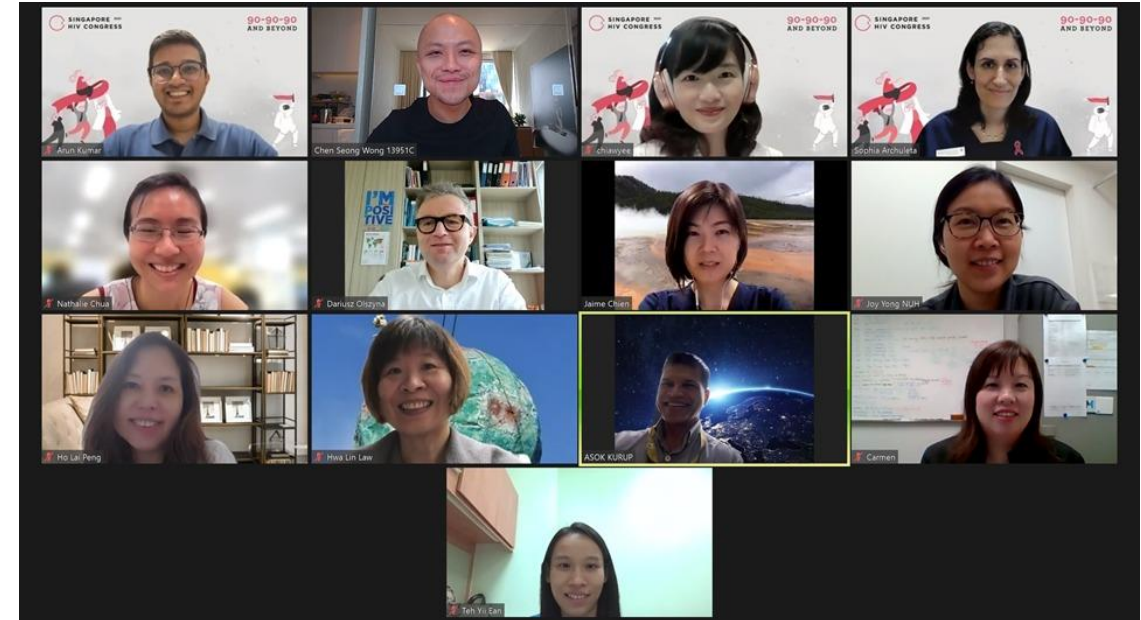 SINGAPORE
HIV CONGRESS
90-90-90
AND BEYOND
Arun Kumar
Chen Seong Wong 13951C
SINGAPORE
HIV CONGRESS
90-90-90
AND BEYOND
chiawyee
SINGAPORE
HIV CONGRESS
90-90-90
AND BEYOND
Sophia Archuleta
Nathalie Chua
I'M
POSI
TIVE
Dariusz Olszyna
Jaime Chien
Joy Yong NUH
Ho Lai Peng
Hwa Lin Law
ASOK KURUP
Carmen
Teh Yii Ean